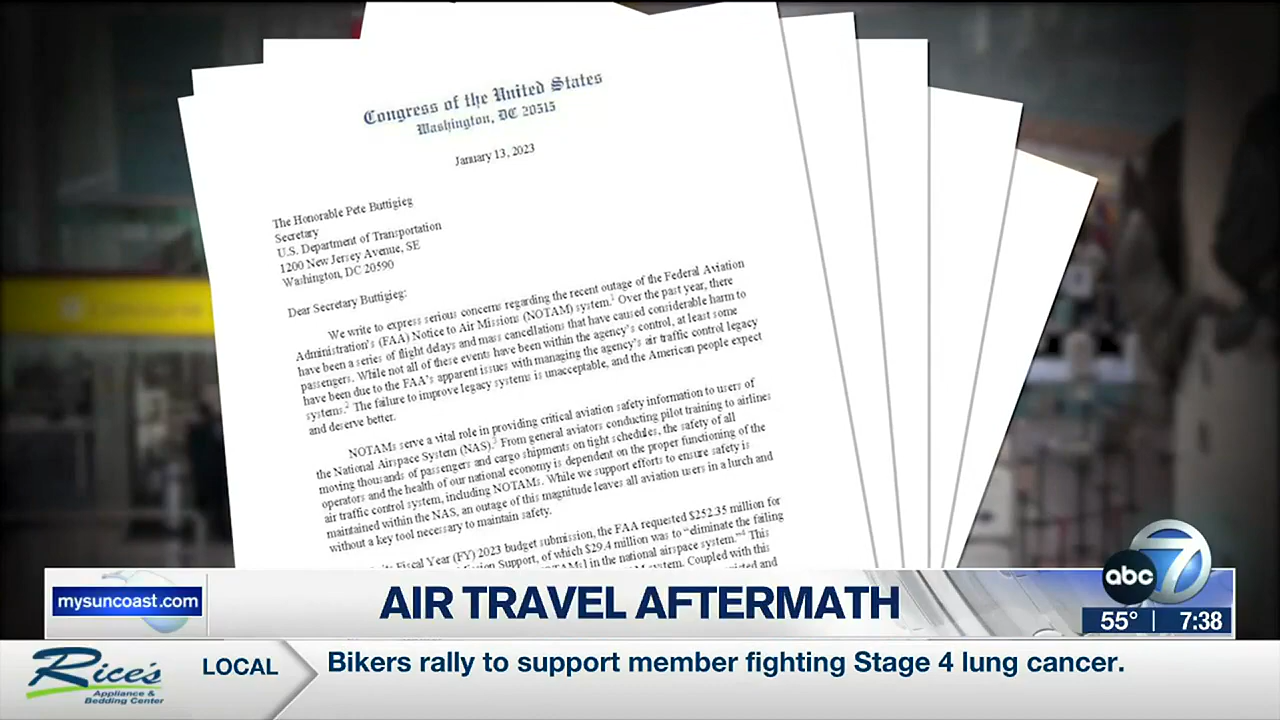 Congress of the United States
Washington, DC 20515
January 13, 2023
The Honorable Pete Buttigieg
Secretary
U.S. Department of Transportation
1200 New Jersey Avenue, SE
Washington, DC 20590
Dear Secretary Buttigieg:
We write to express serious concerns regarding the recent outage of the Federal Aviation
Administration's (FAA) Notice to Air Missions (NOTAM) system.1 Over the past year, there
have been a series of flight delays and mass cancellations that have caused considerable harm to
passengers. While not all of these events have been within the agency's control, at least some
have been due to the FAA's apparent issues with managing the agency's air traffic control legacy
systems.2 The failure to improve legacy systems is unacceptable, and the American people expect
and deserve better.
NOTAMs serve a vital role in providing critical aviation safety information to users of
the National Airspace System (NAS).3 From general aviators conducting pilot training to airlines
moving thousands of passengers and cargo shipments on tight schedules, the safety of all
operators and the health of our national economy is dependent on the proper functioning of the
air traffic control system, including NOTAMs. While we support efforts to ensure safety is
maintained within the NAS, an outage of this magnitude leaves all aviation users in a lurch and
without a key tool necessary to maintain safety.
Fiscal Year (FY) 2023 budget submission, the FAA requested $252.35 million for
Support, of which $29.4 million was to "eliminate the failing
in the national airspace system."4 This
system. Coupled with this
and
mysuncoast.com
AIR TRAVEL AFTERMATH
abc 7
55° | 7:38
Rice's
Appliance &
Bedding Center
LOCAL
Bikers rally to support member fighting Stage 4 lung cancer.